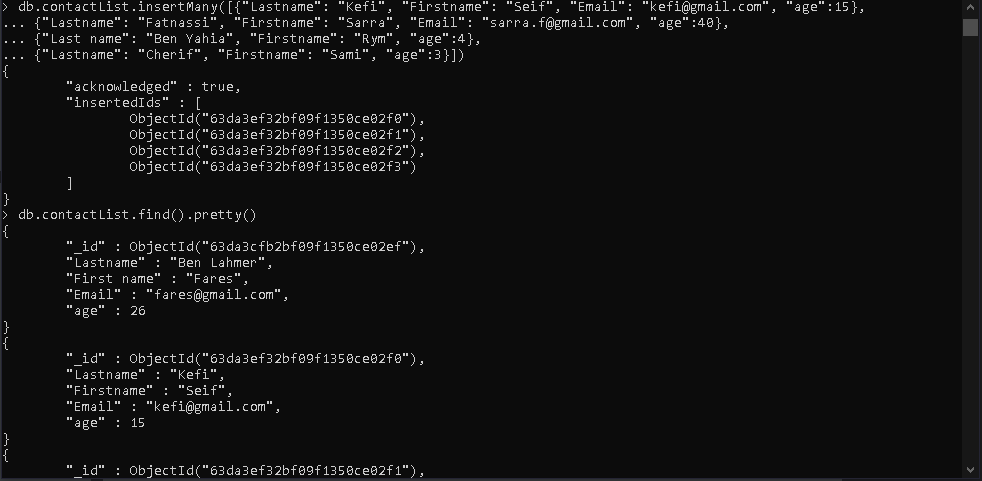 > db.contactList.insertMany([{"Lastname": "Kefi", "Firstname": "Seif", "Email": "kefi@gmail.com", "age":15},
... {"Lastname": "Fatnassi", "Firstname": "Sarra", "Email": "sarra.f@gmail.com", "age":40},
... {"Last name": "Ben Yahia", "Firstname": "Rym", "age":4},
... {"Lastname": "Cherif", "Firstname": "Sami", "age":3}])
{
        "acknowledged" : true,
        "insertedIds" : [
                ObjectId("63da3ef32bf09f1350ce02f0"),
                ObjectId("63da3ef32bf09f1350ce02f1"),
                ObjectId("63da3ef32bf09f1350ce02f2"),
                ObjectId("63da3ef32bf09f1350ce02f3")
        ]
}
> db.contactList.find().pretty()
{
        "_id" : ObjectId("63da3cfb2bf09f1350ce02ef"),
        "Lastname" : "Ben Lahmer",
        "First name" : "Fares",
        "Email" : "fares@gmail.com",
        "age" : 26
}
{
        "_id" : ObjectId("63da3ef32bf09f1350ce02f0"),
        "Lastname" : "Kefi",
        "Firstname" : "Seif",
        "Email" : "kefi@gmail.com",
        "age" : 15
}
{
        "_id" : ObjectId("63da3ef32bf09f1350ce02f1"),